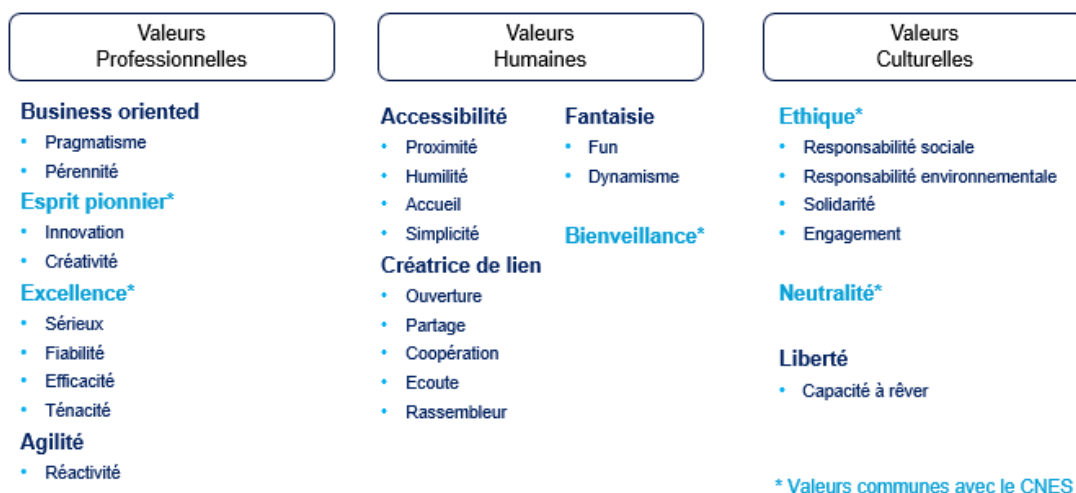 Valeurs
Professionnelles
Business oriented
• Pragmatisme
• Pérennité
Esprit pionnier*
• Innovation
• Créativité
Excellence*
• Sérieux
• Fiabilité
• Efficacité
• Ténacité
Agilité
• Réactivité
Valeurs
Humaines
Accessibilité
• Proximité
• Humilité
• Accueil
• Simplicité
Créatrice de lien
• Ouverture
• Partage
• Coopération
• Ecoute
• Rassembleur
Fantaisie
• Fun
• Dynamisme
Bienveillance*
Valeurs
Culturelles
Ethique*
• Responsabilité sociale
• Responsabilité environnementale
• Solidarité
• Engagement
Neutralité*
Liberté
• Capacité à rêver
* Valeurs communes avec le CNES